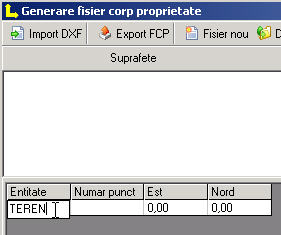 Generare fisier corp proprietate
Import DXF Export FCP Fisier nou
Suprafete
Entitate Numar punct Est Nord
TEREN 0,00 0,00